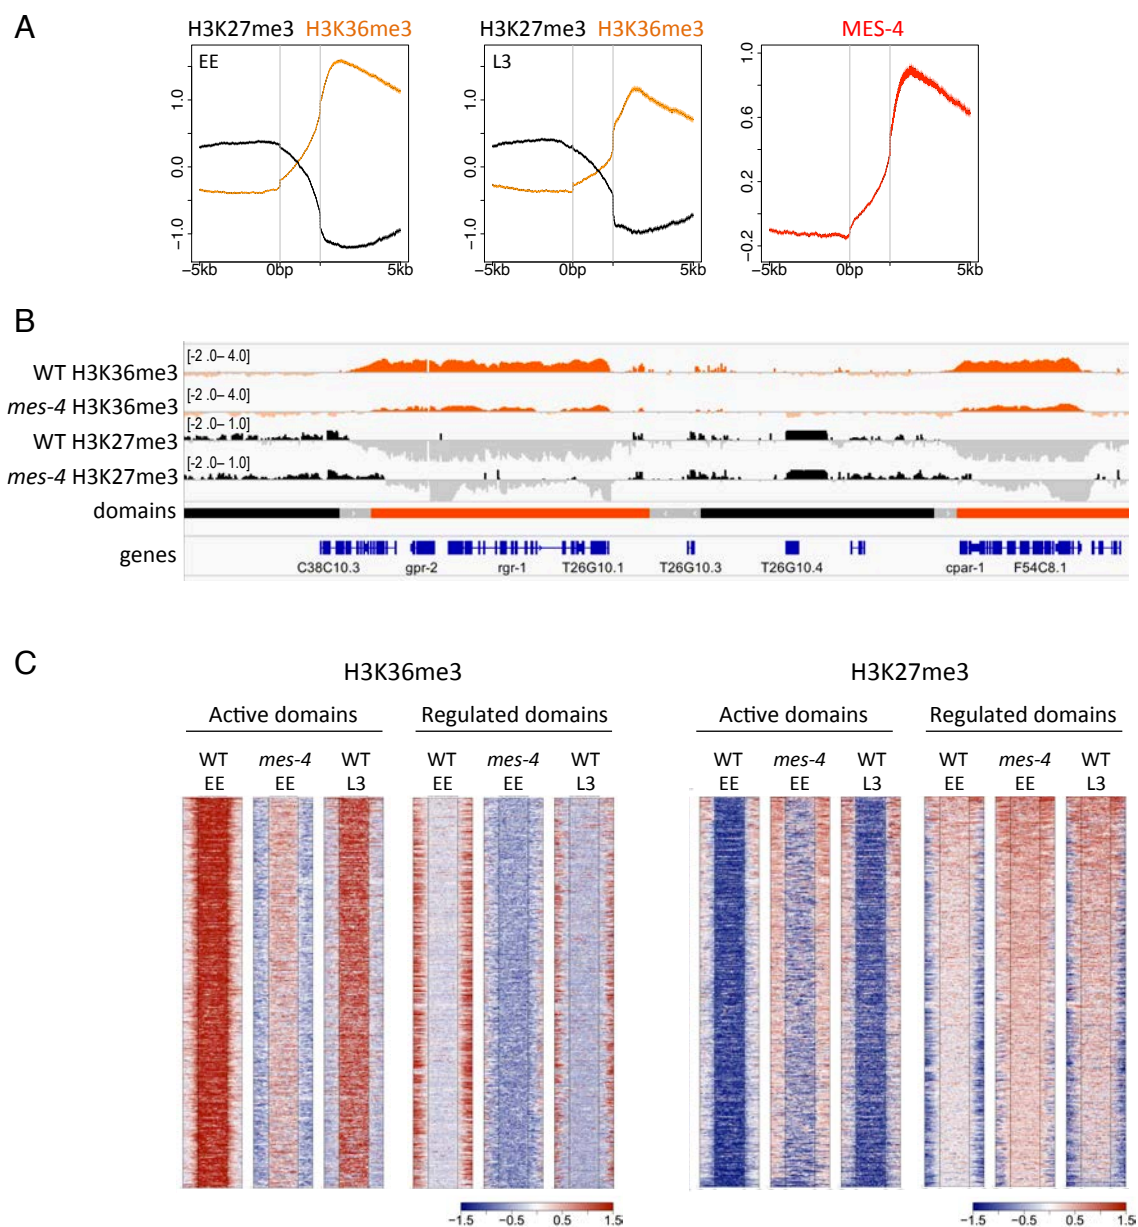 A
H3K27me3 H3K36me3
H3K27me3 H3K36me3
MES-4
EE
L3
1.0
0.0
−1.0
1.0
0.0
−1.0
1.0
0.6
0.2
−0.2
−5kb 0bp 5kb
−5kb 0bp 5kb
−5kb 0bp 5kb
B
WT H3K36me3 [-2 .0– 4.0]
mes-4 H3K36me3 [-2.0–4.0]
WT H3K27me3 [-2.0– 1.0]
mes-4 H3K27me3 [-2.0–1.0]
domains
genes
C38C10.3 gpr-2 rgr-1 T26G10.1 T26G10.3 T26G10.4 cpar-1 F54C8.1
C
H3K36me3 H3K27me3
Active domains Regulated domains Active domains Regulated domains
WT mes-4 WT WT mes-4 WT WT mes-4 WT WT mes-4 WT
EE EE L3 EE EE L3 EE EE L3 EE EE L3
−1.5 −0.5 0.5 1.5
−1.5 −0.5 0.5 1.5